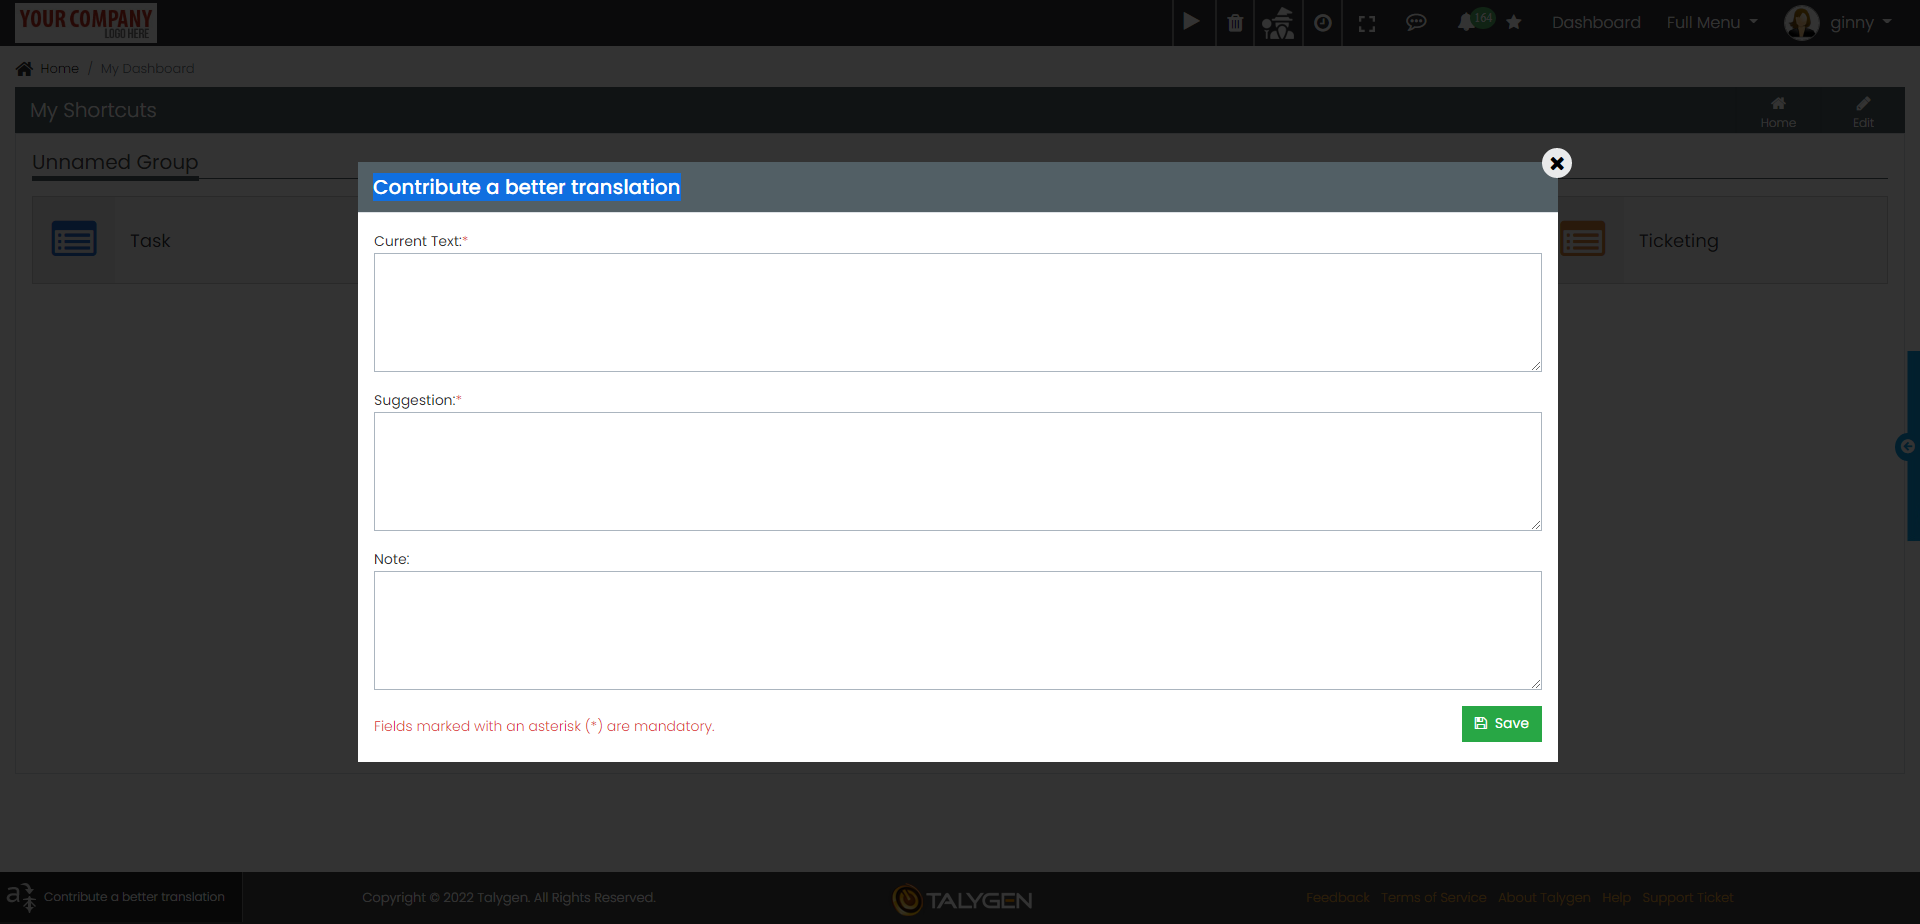 YOUR COMPANY
LOGO HERE
164
Dashboard
Full Menu
ginny
Home / My Dashboard
My Shortcuts
Home
Edit
Unnamed Group
Task
Ticketing
Contribute a better translation
Current Text:*
Suggestion:*
Note:
Fields marked with an asterisk (*) are mandatory.
Save
Contribute a better translation
Copyright © 2022 Talygen. All Rights Reserved.
TALYGEN
Feedback Terms of Service About Talygen Help Support Ticket